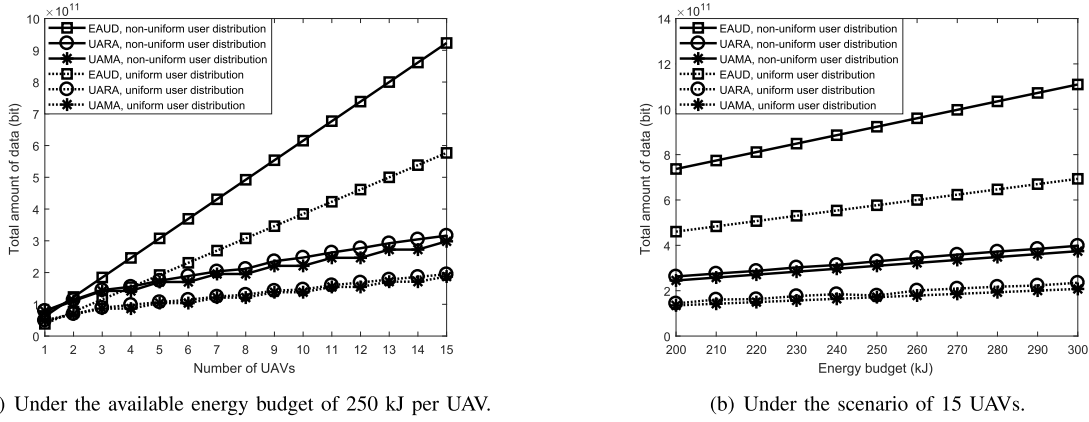 ×10^11
10
9
8
7
6
5
4
3
2
1
0
Total amount of data (bit)
EAUD, non-uniform user distribution
UARA, non-uniform user distribution
UAMA, non-uniform user distribution
EAUD, uniform user distribution
UARA, uniform user distribution
UAMA, uniform user distribution
1 2 3 4 5 6 7 8 9 10 11 12 13 14 15
Number of UAVs
) Under the available energy budget of 250 kJ per UAV.
×10^11
14
12
10
8
6
4
2
0
Total amount of data (bit)
EAUD, non-uniform user distribution
UARA, non-uniform user distribution
UAMA, non-uniform user distribution
EAUD, uniform user distribution
UARA, uniform user distribution
UAMA, uniform user distribution
200 210 220 230 240 250 260 270 280 290 300
Energy budget (kJ)
(b) Under the scenario of 15 UAVs.